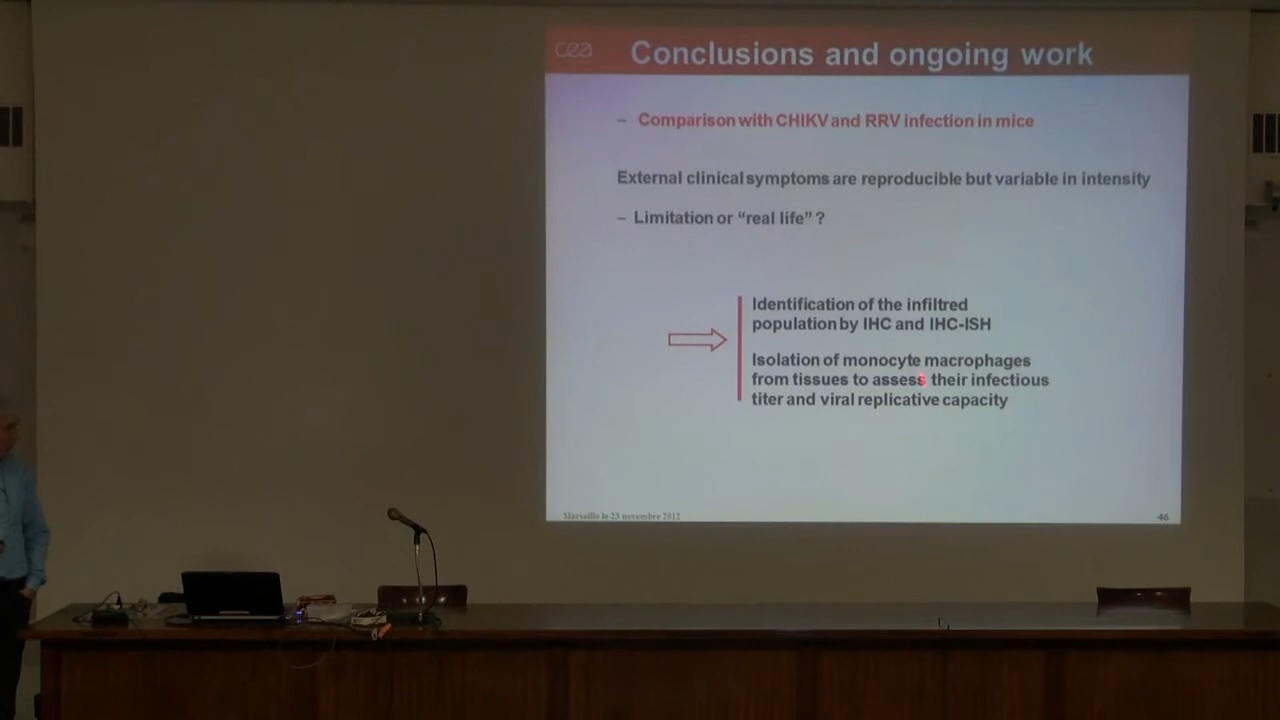 cea
Conclusions and ongoing work
– Comparison with CHIKV and RRV infection in mice
External clinical symptoms are reproducible but variable in intensity
– Limitation or “real life” ?
Identification of the infiltred
population by IHC and IHC-ISH
Isolation of monocyte macrophages
from tissues to assess their infectious
titer and viral replicative capacity
Marseille le 23 novembre 2012
46